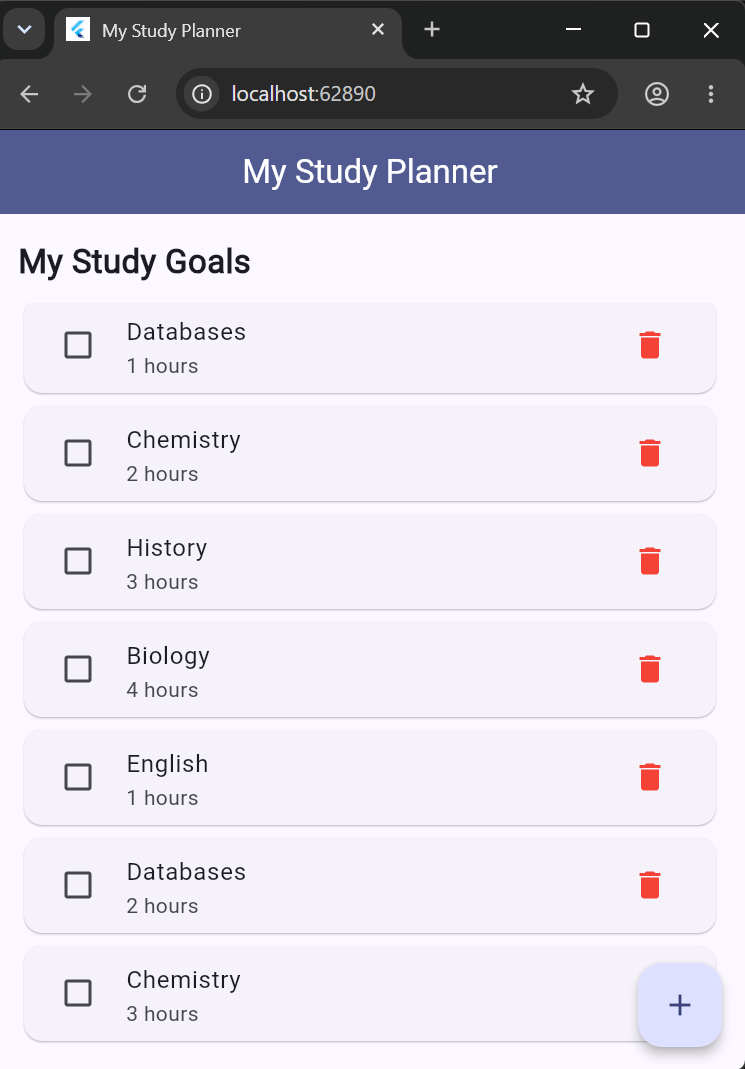 My Study Planner
localhost:62890
My Study Planner
My Study Goals
Databases
1 hours
Chemistry
2 hours
History
3 hours
Biology
4 hours
English
1 hours
Databases
2 hours
Chemistry
3 hours